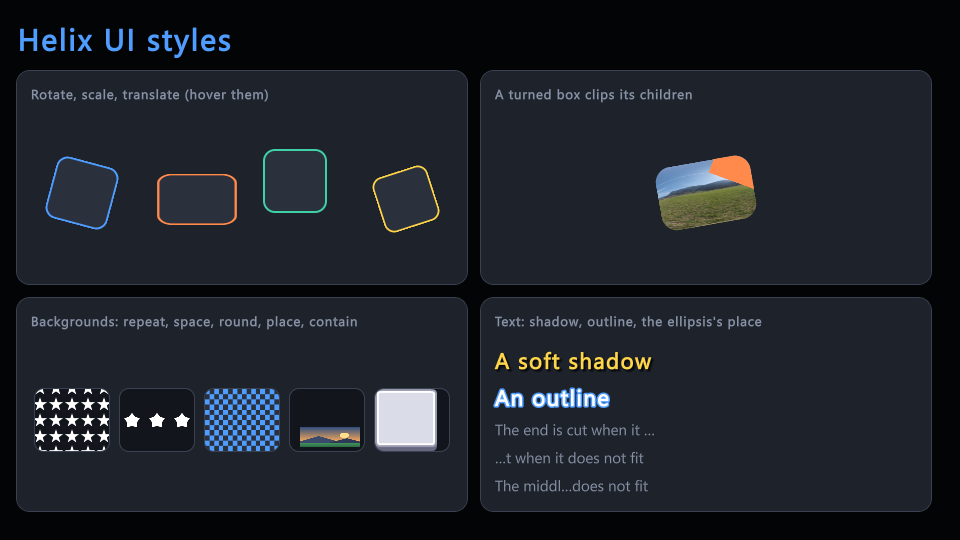 Helix UI styles
Rotate, scale, translate (hover them)
A turned box clips its children
Backgrounds: repeat, space, round, place, contain
Text: shadow, outline, the ellipsis's place
A soft shadow
An outline
The end is cut when it ...
...t when it does not fit
The middl...does not fit